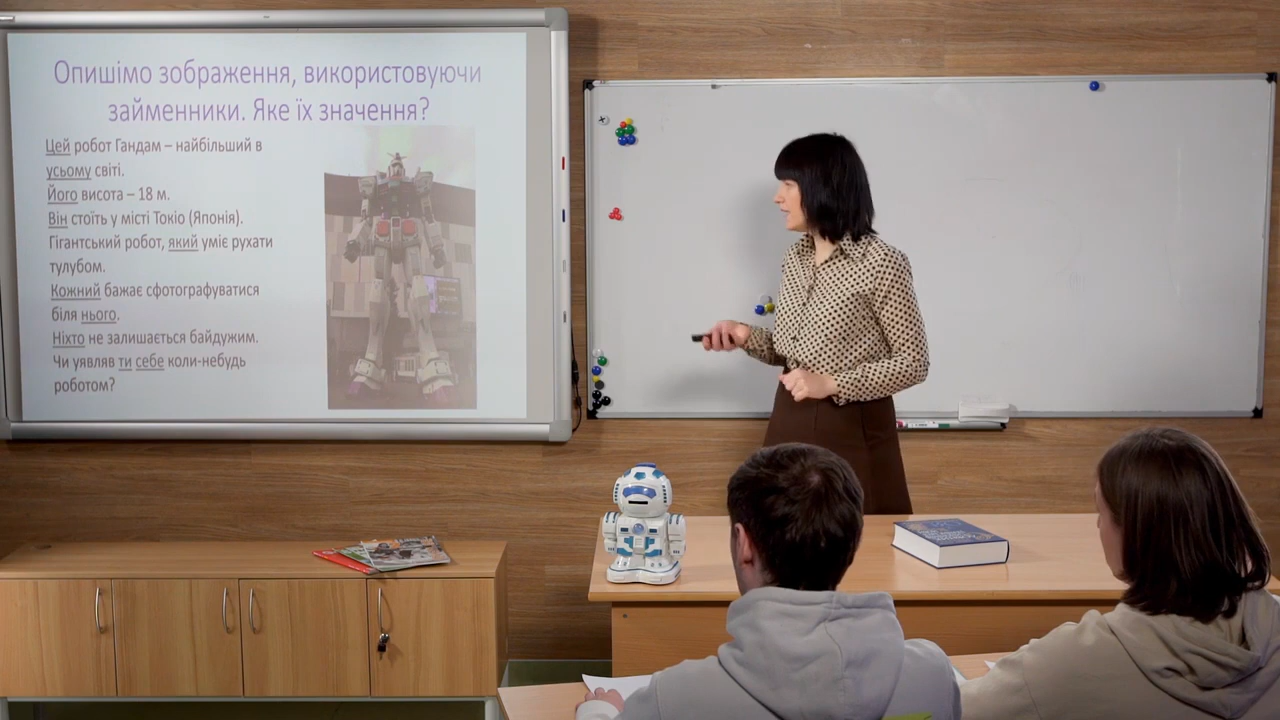 Опишімо зображення, використовуючи
займенники. Яке їх значення?
Цей робот Гандам – найбільший в
усьому світі.
Його висота – 18 м.
Він стоїть у місті Токіо (Японія).
Гігантський робот, який уміє рухати
тулубом.
Кожний бажає сфотографуватися
біля нього.
Ніхто не залишається байдужим.
Чи уявляв ти себе коли-небудь
роботом?